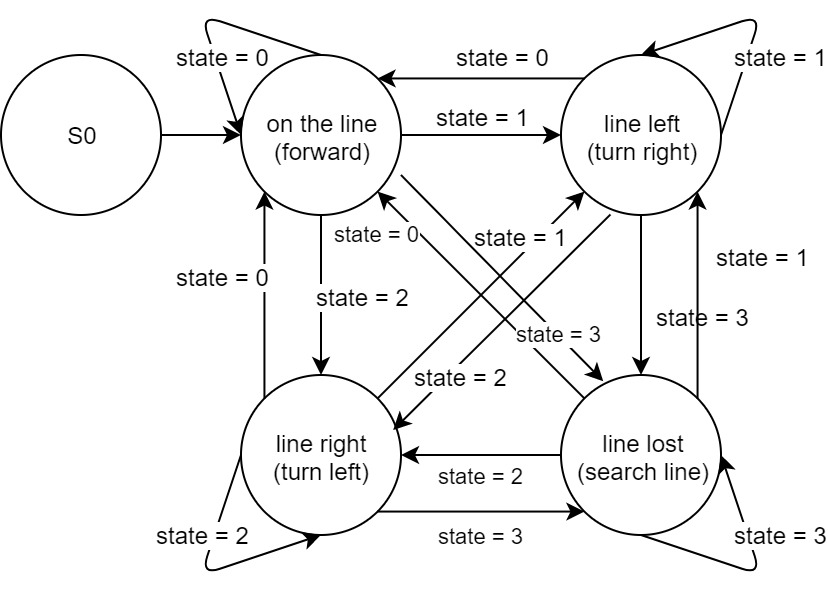 state = 0
state = 0
state = 1
S0
on the line
(forward)
state = 1
line left
(turn right)
state = 0
state = 1
state = 1
state = 0
state = 2
state = 3
state = 3
state = 2
line right
(turn left)
line lost
(search line)
state = 2
state = 2
state = 3
state = 3